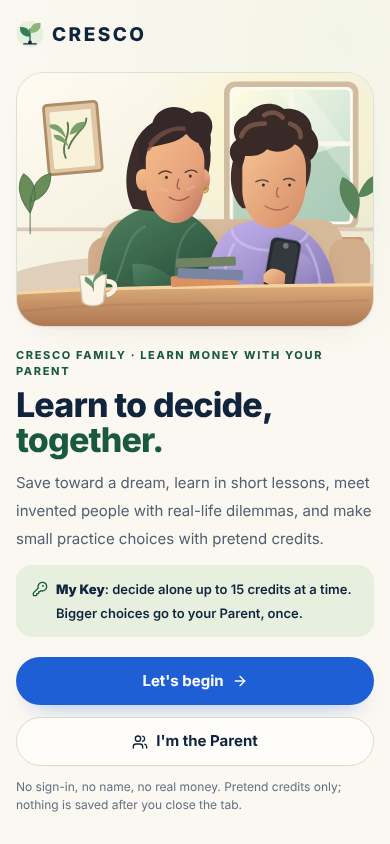 CRESCO
CRESCO FAMILY · LEARN MONEY WITH YOUR
PARENT
Learn to decide,
together.
Save toward a dream, learn in short lessons, meet
invented people with real-life dilemmas, and make
small practice choices with pretend credits.
My Key: decide alone up to 15 credits at a time.
Bigger choices go to your Parent, once.
Let's begin →
I'm the Parent
No sign-in, no name, no real money. Pretend credits only;
nothing is saved after you close the tab.